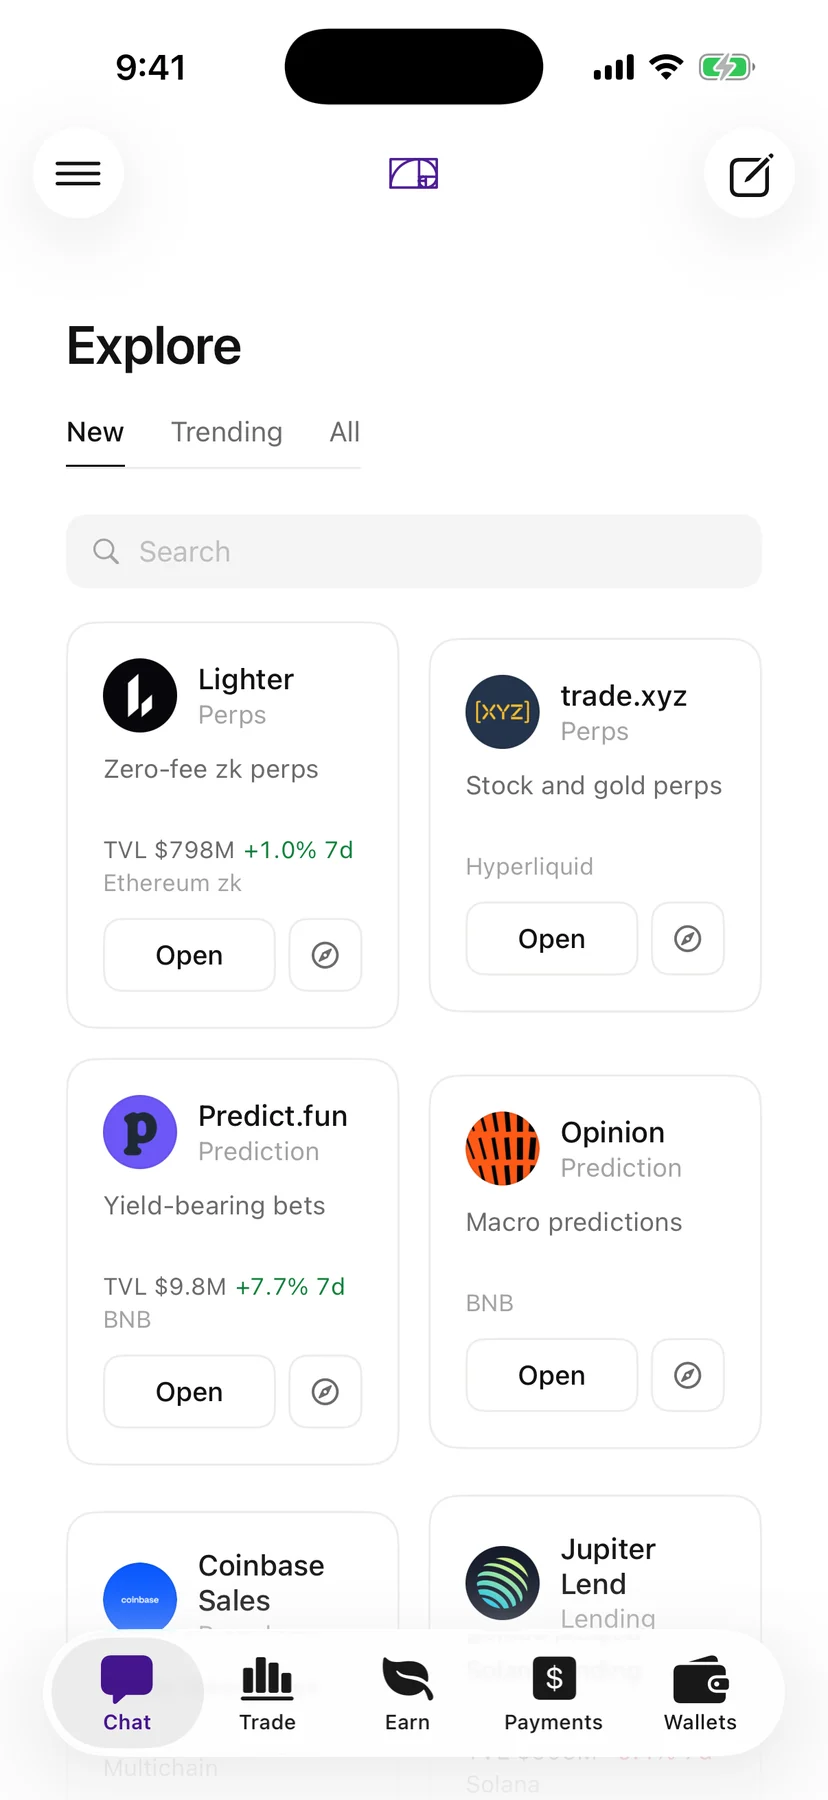 9:41
Explore
New Trending All
Search
Lighter
Perps
Zero-fee zk perps
TVL $798M +1.0% 7d
Ethereum zk
Open
[XYZ]
trade.xyz
Perps
Stock and gold perps
Hyperliquid
Open
p
Predict.fun
Prediction
Yield-bearing bets
TVL $9.8M +7.7% 7d
BNB
Open
Opinion
Prediction
Macro predictions
BNB
Open
coinbase
Coinbase
Sales
Multichain
Jupiter
Lend
Lending
Solana
$
Chat Trade Earn Payments Wallets